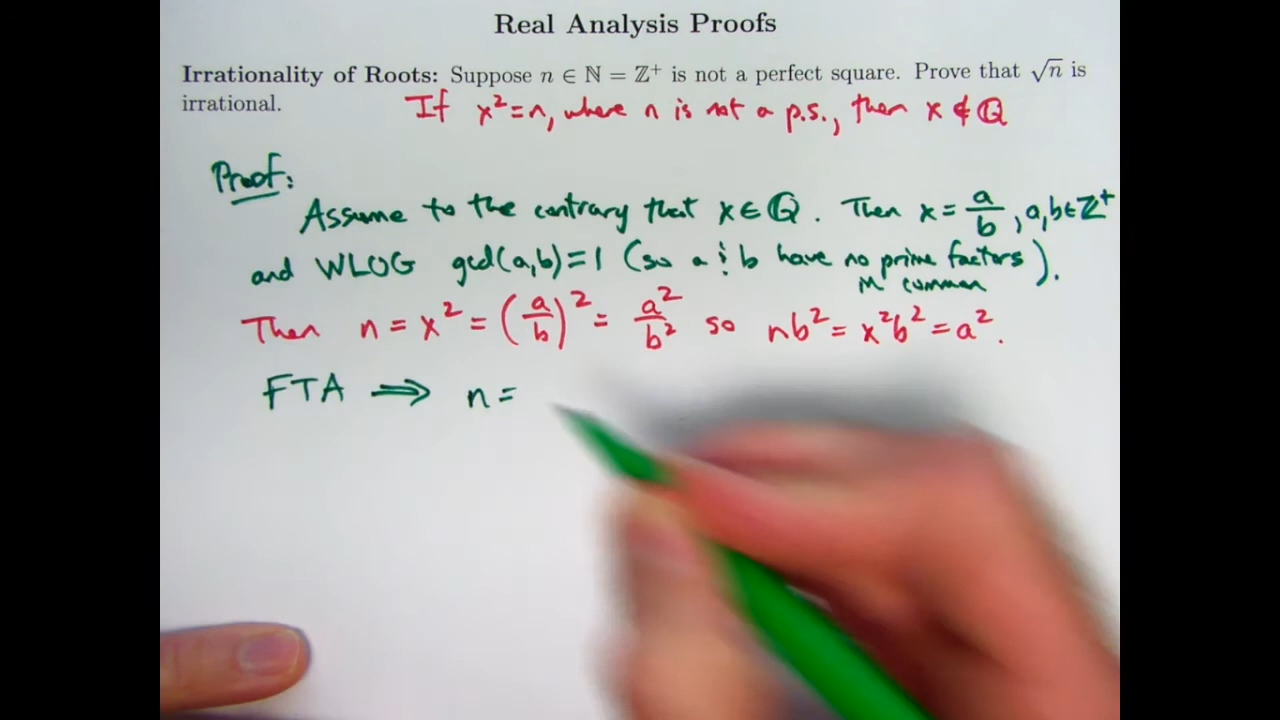 Real Analysis Proofs
Irrationality of Roots: Suppose n ∈ ℕ = ℤ⁺ is not a perfect square. Prove that √n is
irrational.
If x² = n, where n is not a p.s., then x ∉ ℚ
Proof:
Assume to the contrary that x ∈ ℚ. Then x = a/b, a,b ∈ ℤ⁺
and WLOG gcd(a,b) = 1 (so a & b have no prime factors).
in common
Then n = x² = (a/b)² = a²/b² so nb² = x²b² = a².
FTA ⟹ n =